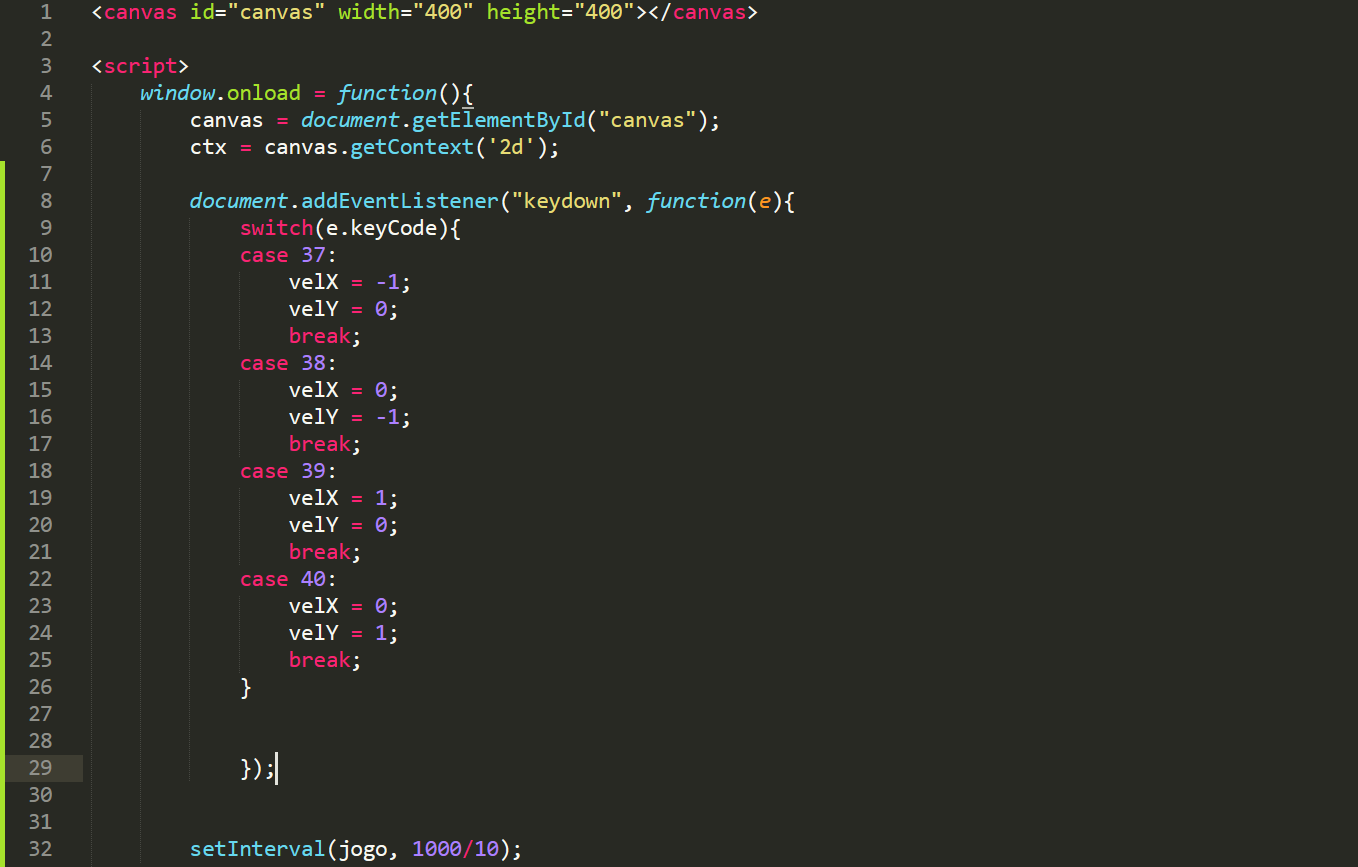 1 <canvas id="canvas" width="400" height="400"></canvas>
2
3 <script>
4 window.onload = function(){
5 canvas = document.getElementById("canvas");
6 ctx = canvas.getContext('2d');
7
8 document.addEventListener("keydown", function(e){
9 switch(e.keyCode){
10 case 37:
11 velX = -1;
12 velY = 0;
13 break;
14 case 38:
15 velX = 0;
16 velY = -1;
17 break;
18 case 39:
19 velX = 1;
20 velY = 0;
21 break;
22 case 40:
23 velX = 0;
24 velY = 1;
25 break;
26 }
27
28
29 });
30
31
32 setInterval(jogo, 1000/10);